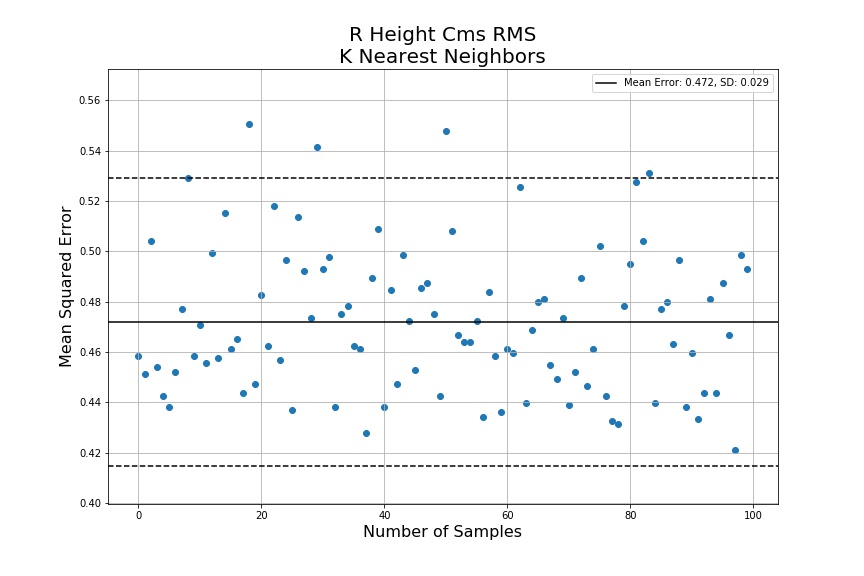 R Height Cms RMS
K Nearest Neighbors
Mean Error: 0.472, SD: 0.029
Mean Squared Error
0.56
0.54
0.52
0.50
0.48
0.46
0.44
0.42
0.40
0 20 40 60 80 100
Number of Samples